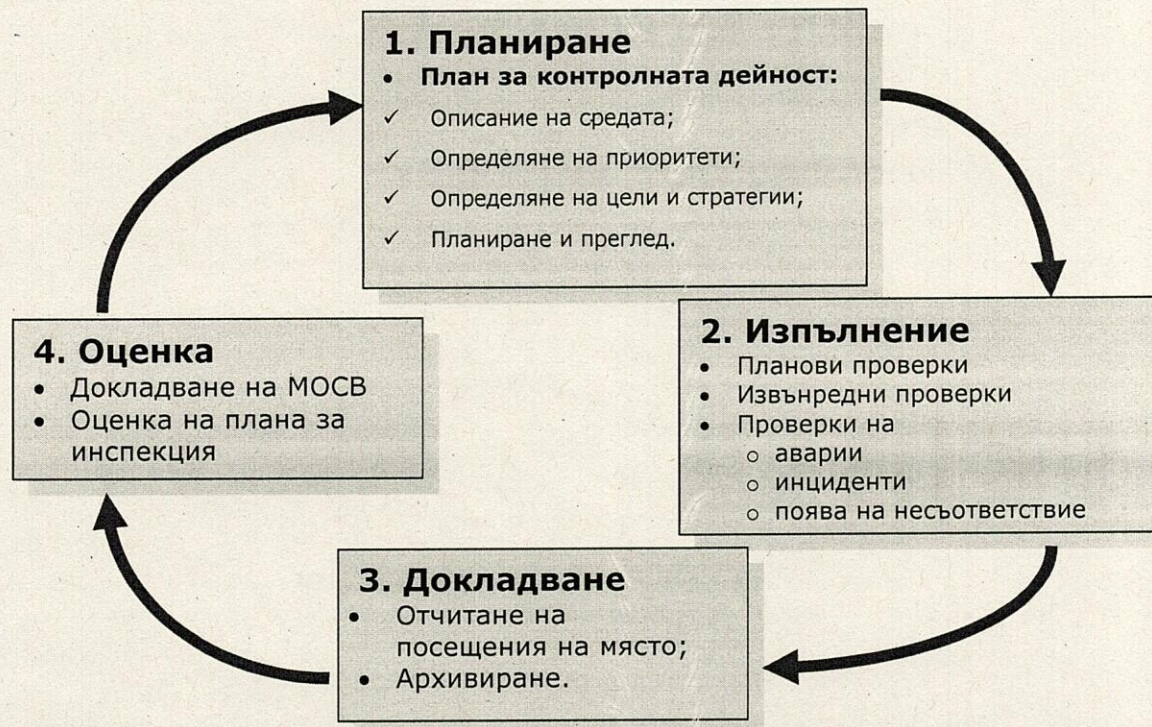 1. Планиране
• План за контролната дейност:
✓ Описание на средата;
✓ Определяне на приоритети;
✓ Определяне на цели и стратегии;
✓ Планиране и преглед.
2. Изпълнение
• Планови проверки
• Извънредни проверки
• Проверки на
o аварии
o инциденти
o поява на несъответствие
3. Докладване
• Отчитане на
посещения на място;
• Архивиране.
4. Оценка
• Докладване на МОСВ
• Оценка на плана за
инспекция